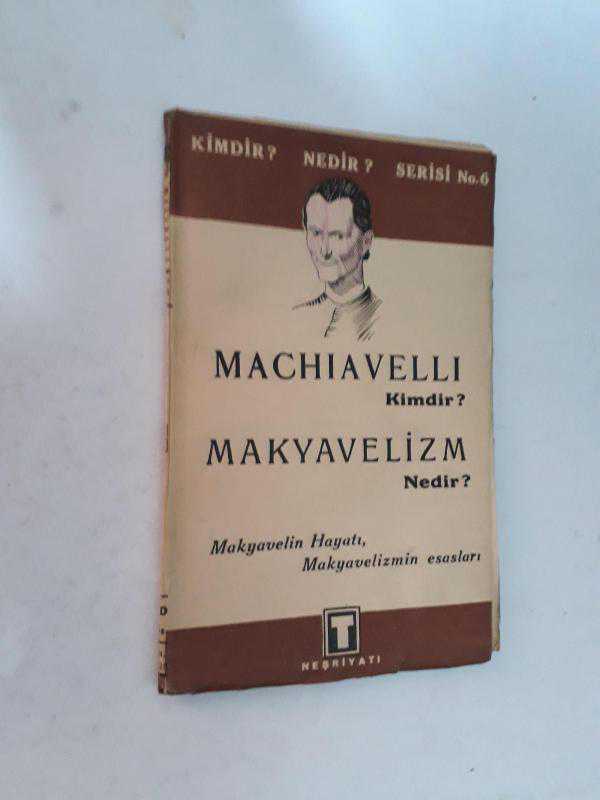 KİMDİR? NEDİR? SERİSİ No.6
MACHIAVELLI
Kimdir?
MAKYAVELİZM
Nedir?
Makyavelin Hayatı,
Makyavelizmin esasları
T
NEŞRİYATI